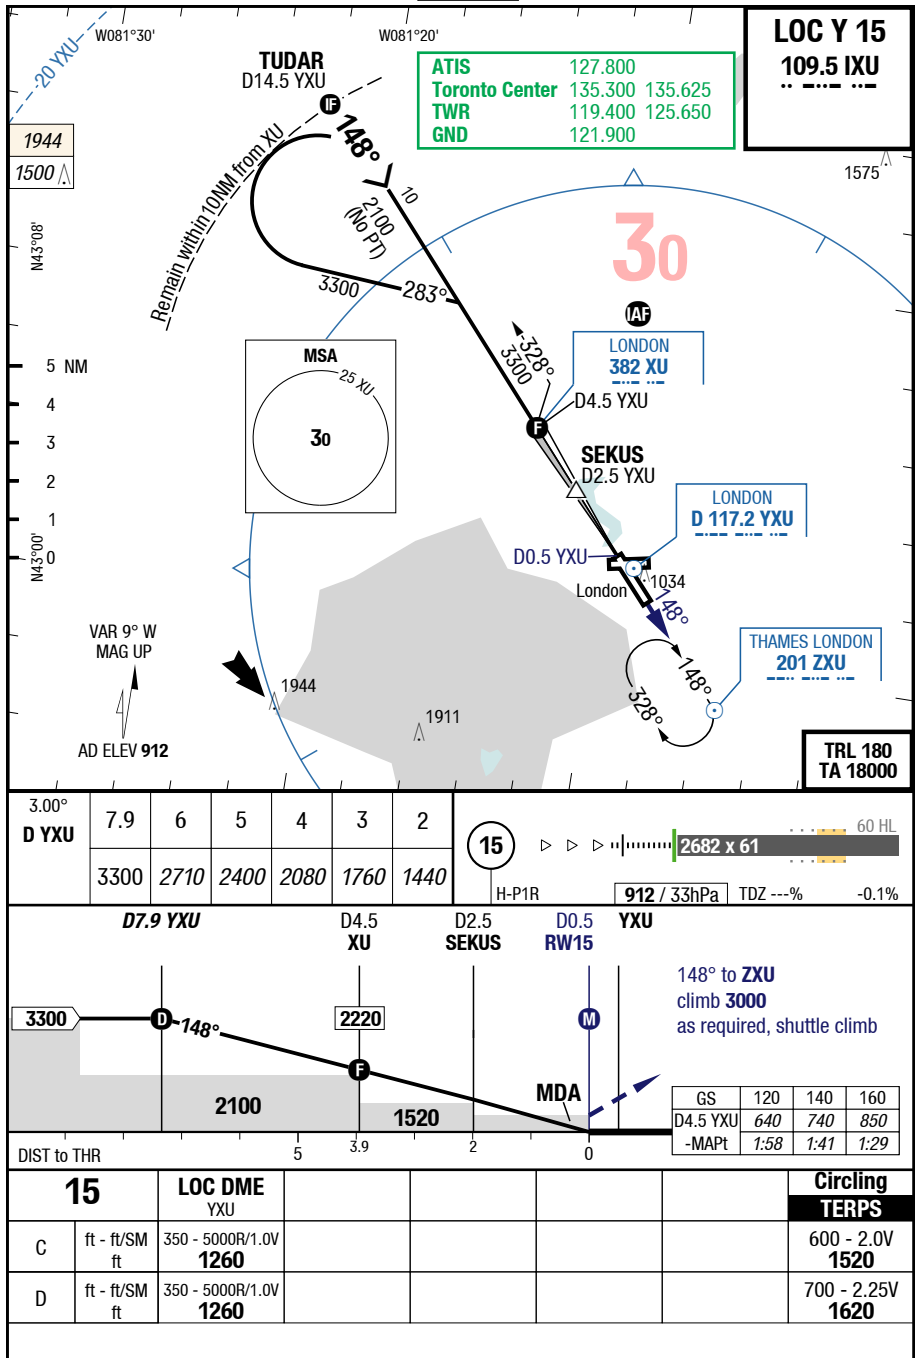 LOC Y 15
109.5 IXU
W081°30'
W081°20'
-20 YXU-
TUDAR
D14.5 YXU
IF
ATIS 127.800
Toronto Center 135.300 135.625
TWR 119.400 125.650
GND 121.900
1944
1500
1575
148°
10
2100
(No PT)
Remain within 10NM from XU
N43°08'
30
3300
283°
IAF
LONDON
382 XU
328°
3300
MSA
25 XU
30
5 NM
4
3
2
1
0
N43°00'
D4.5 YXU
F
SEKUS
D2.5 YXU
LONDON
D 117.2 YXU
D0.5 YXU
London
1034
148°
VAR 9° W
MAG UP
AD ELEV 912
1944
1911
148°
328°
THAMES LONDON
201 ZXU
TRL 180
TA 18000
3.00°
D YXU
7.9 6 5 4 3 2
3300 2710 2400 2080 1760 1440
15
H-P1R
2682 x 61
60 HL
912 / 33hPa
TDZ ---%
-0.1%
D7.9 YXU
D4.5
XU
D2.5
SEKUS
D0.5
RW15
YXU
3300
D
148°
2220
F
M
148° to ZXU
climb 3000
as required, shuttle climb
2100
1520
MDA
GS 120 140 160
D4.5 YXU 640 740 850
-MAPt 1:58 1:41 1:29
DIST to THR
5
3.9
2
0
15
LOC DME
YXU
Circling
TERPS
C
ft - ft/SM
ft
350 - 5000R/1.0V
1260
600 - 2.0V
1520
D
ft - ft/SM
ft
350 - 5000R/1.0V
1260
700 - 2.25V
1620